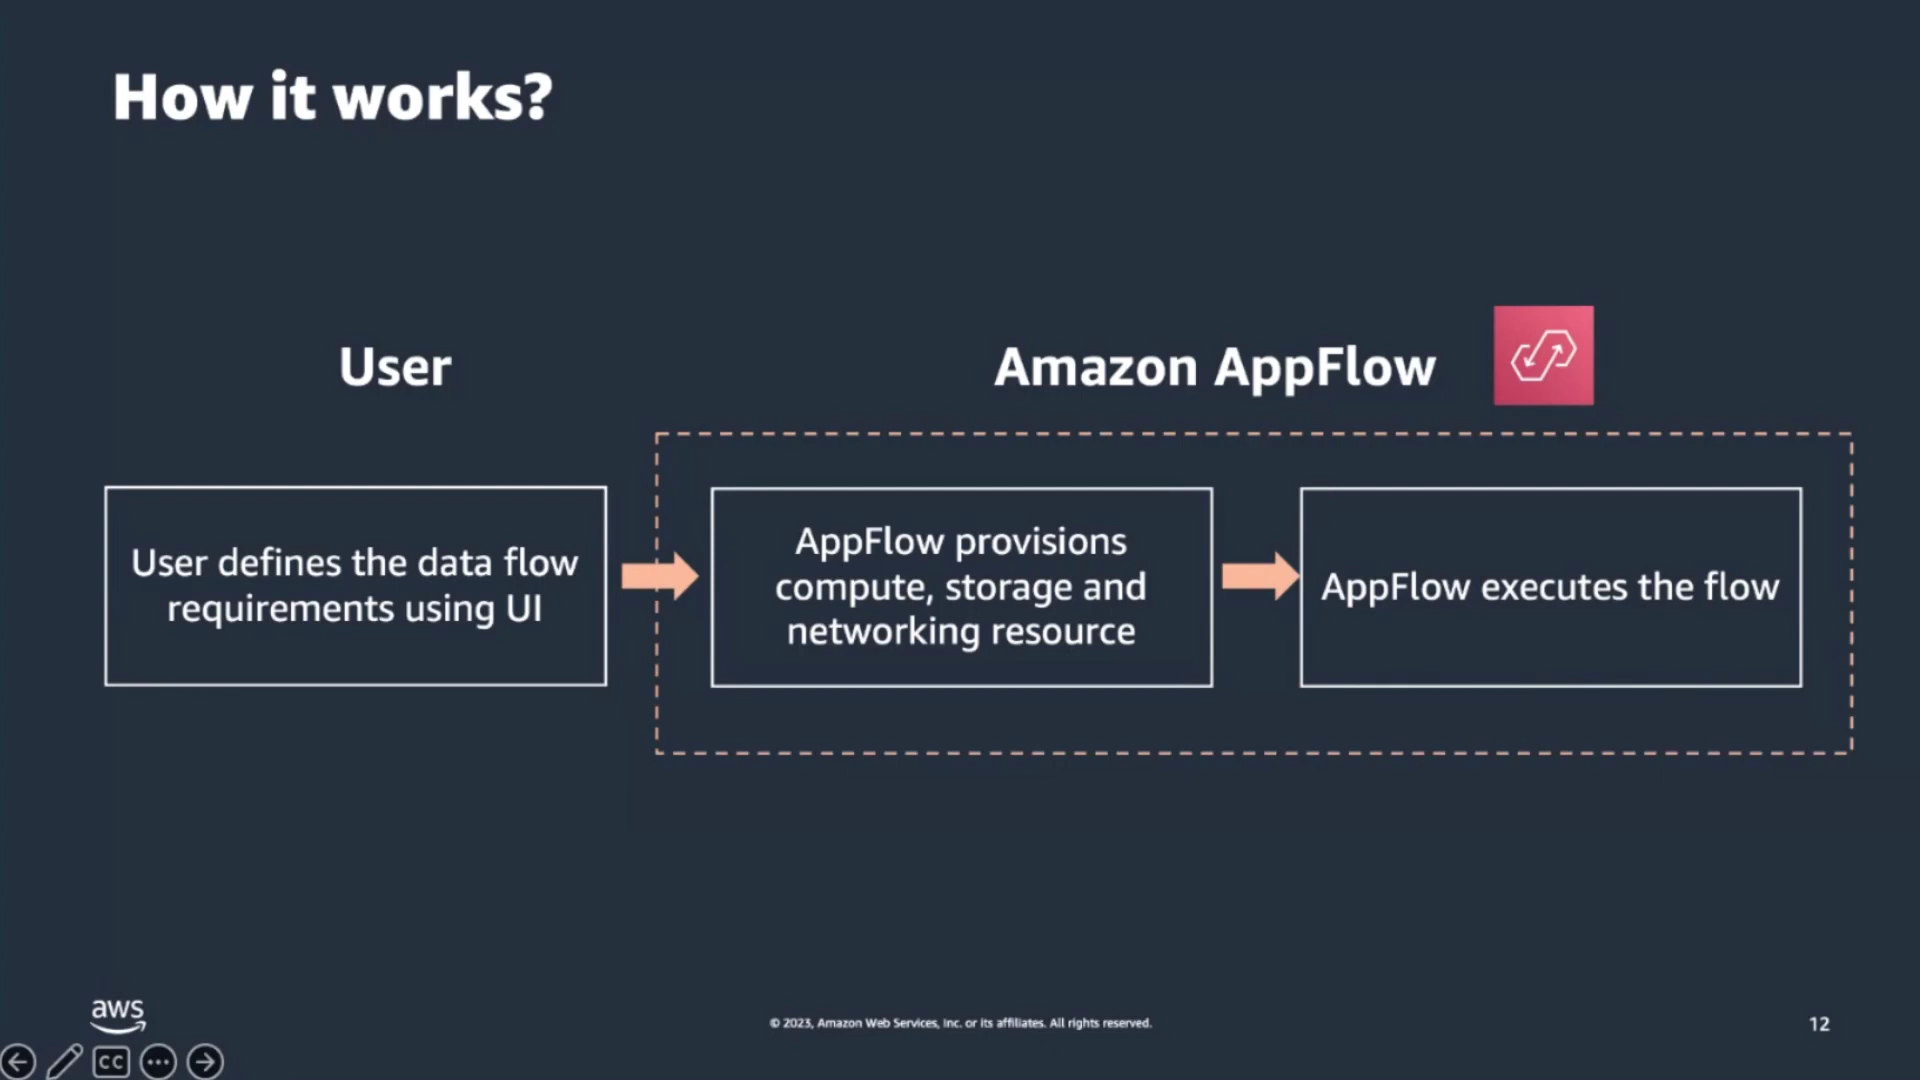 How it works?
User
Amazon AppFlow
User defines the data flow
requirements using UI
AppFlow provisions
compute, storage and
networking resource
AppFlow executes the flow
aws
© 2023, Amazon Web Services, Inc. or its affiliates. All rights reserved.
12
CC